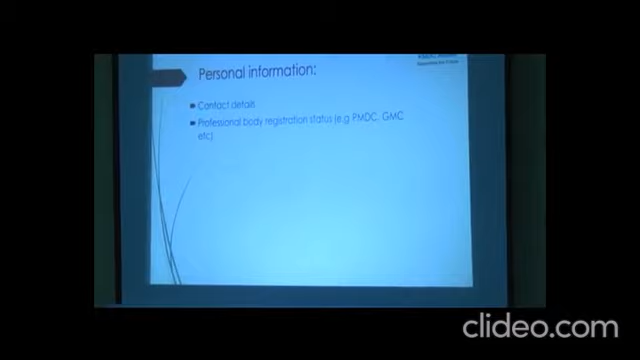 Personal information:
Contact details
Professional body registration status (e.g PMDC, GMC
etc)
clideo.com